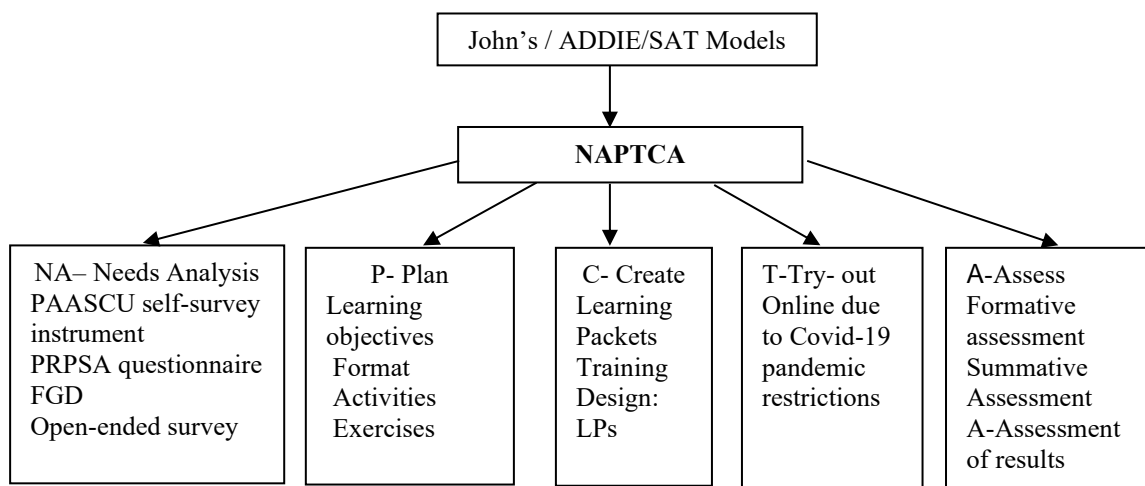 John’s / ADDIE/SAT Models
NAPTCA
NA– Needs Analysis
PAASCU self-survey
instrument
PRPSA questionnaire
FGD
Open-ended survey
P- Plan
Learning
objectives
Format
Activities
Exercises
C- Create
Learning
Packets
Training
Design:
LPs
T-Try- out
Online due
to Covid-19
pandemic
restrictions
A-Assess
Formative
assessment
Summative
Assessment
A-Assessment
of results